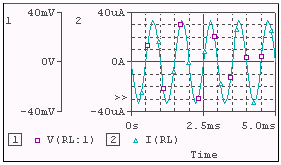 1 40mV 2 40uA
0V 0A
-40mV -40uA
>>
0s 2.5ms 5.0ms
1 V(RL:1) 2 I(RL)
Time